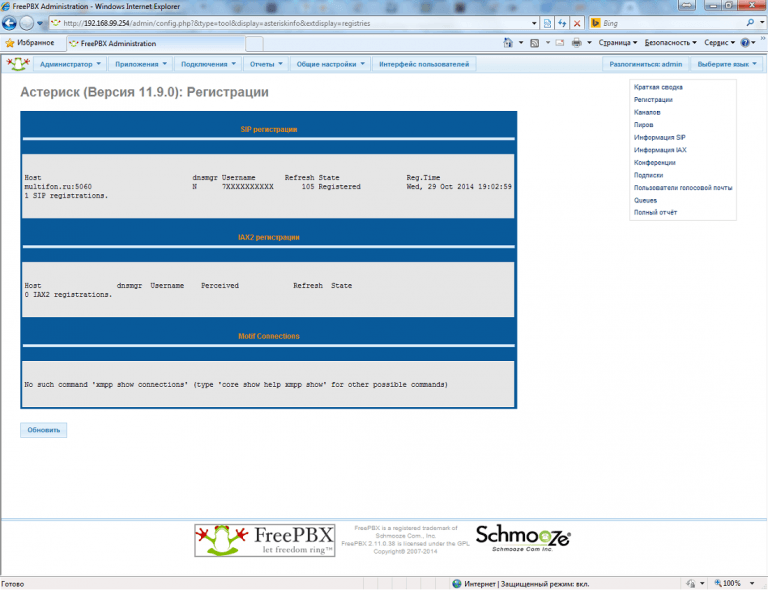 FreePBX Administration - Windows Internet Explorer
http://192.168.99.254/admin/config.php?&type=tool&display=asteriskinfo&extdisplay=registries
Bing
Избранное
FreePBX Administration
Страница Безопасность Сервис
Администратор Приложения Подключения Отчеты Общие настройки Интерфейс пользователей Разлогиниться: admin Выберите язык
Астериск (Версия 11.9.0): Регистрации
SIP регистрации
Host dnsmgr Username Refresh State Reg.Time
multifon.ru:5060 N 7XXXXXXXXXX 105 Registered Wed, 29 Oct 2014 19:02:59
1 SIP registrations.
IAX2 регистрации
Host dnsmgr Username Perceived Refresh State
0 IAX2 registrations.
Motif Connections
No such command 'xmpp show connections' (type 'core show help xmpp show' for other possible commands)
Обновить
Краткая сводка
Регистрации
Каналов
Пиров
Информация SIP
Информация IAX
Конференции
Подписки
Пользователи голосовой почты
Queues
Полный отчёт
FreePBX
let freedom ring™
FreePBX is a registered trademark of
Schmooze Com., Inc.
FreePBX 2.11.0.38 is licensed under the GPL
Copyright© 2007-2014
Schmooze
Schmooze Com Inc.
Готово
Интернет | Защищенный режим: вкл.
100%